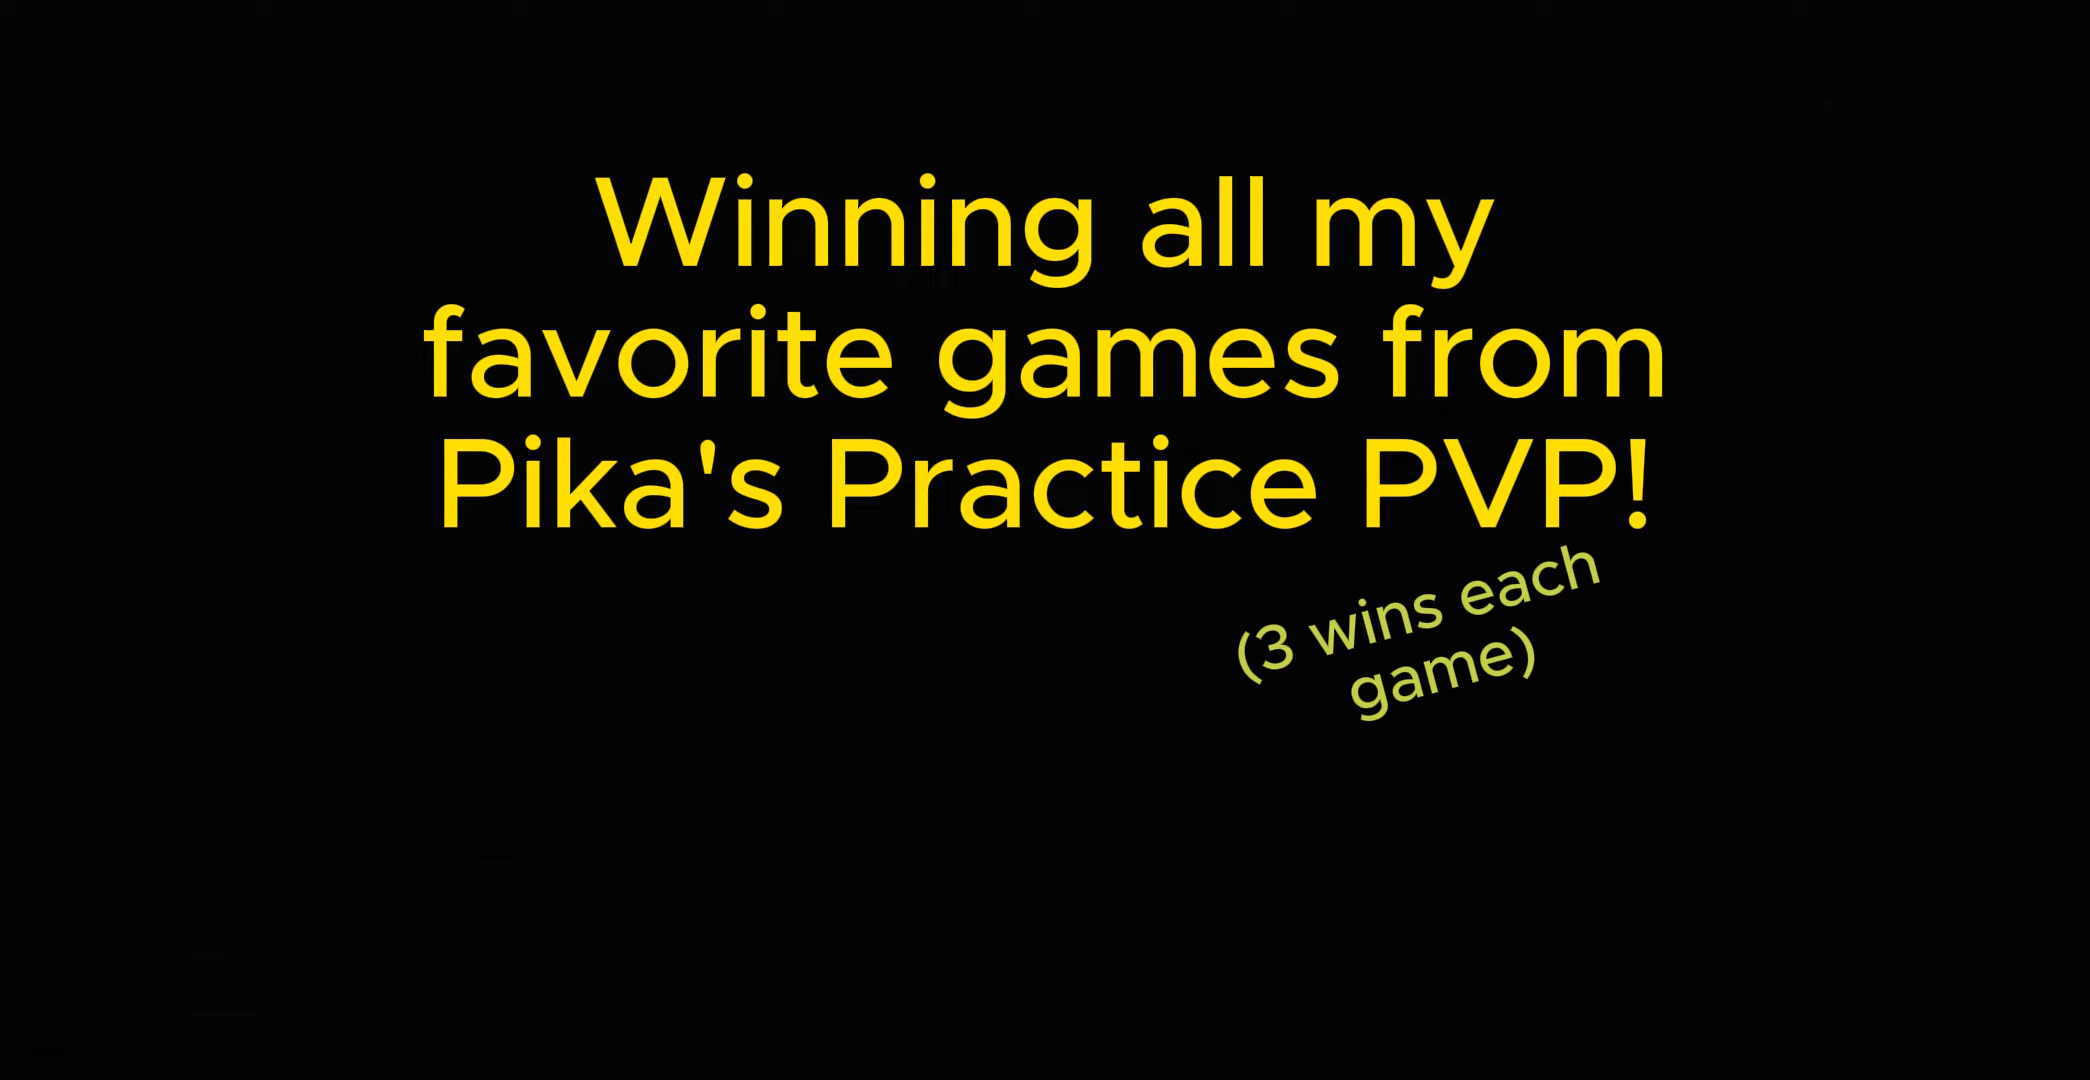 Winning all my
favorite games from
Pika's Practice PVP!
(3 wins each
game)